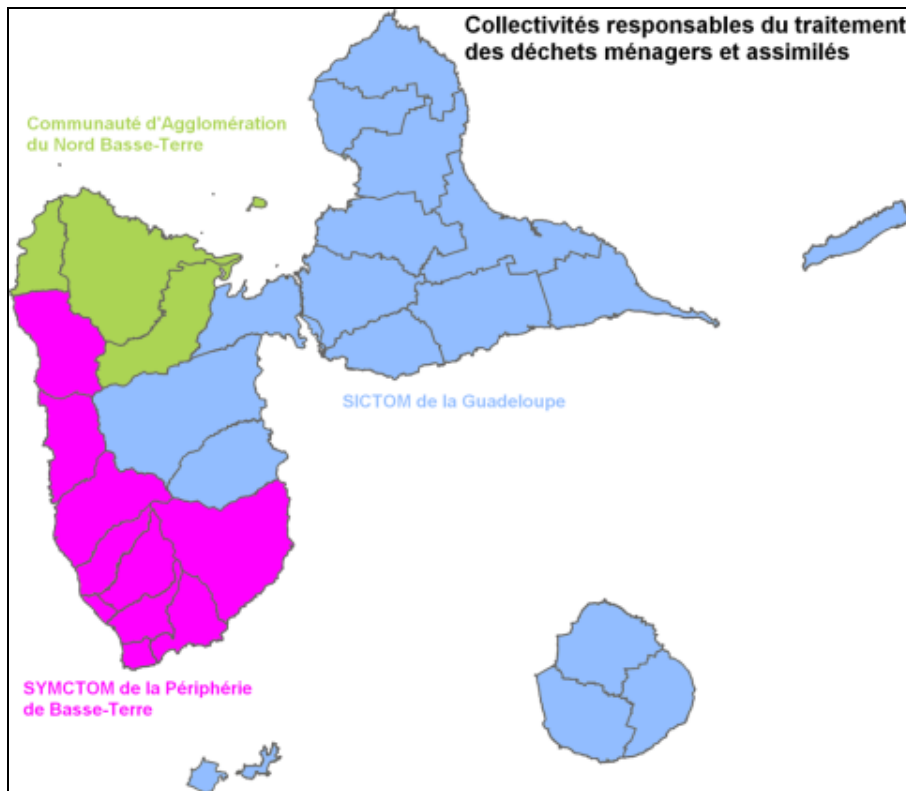 Collectivités responsables du traitement
des déchets ménagers et assimilés
Communauté d'Agglomération
du Nord Basse-Terre
SICTOM de la Guadeloupe
SYMCTOM de la Périphérie
de Basse-Terre